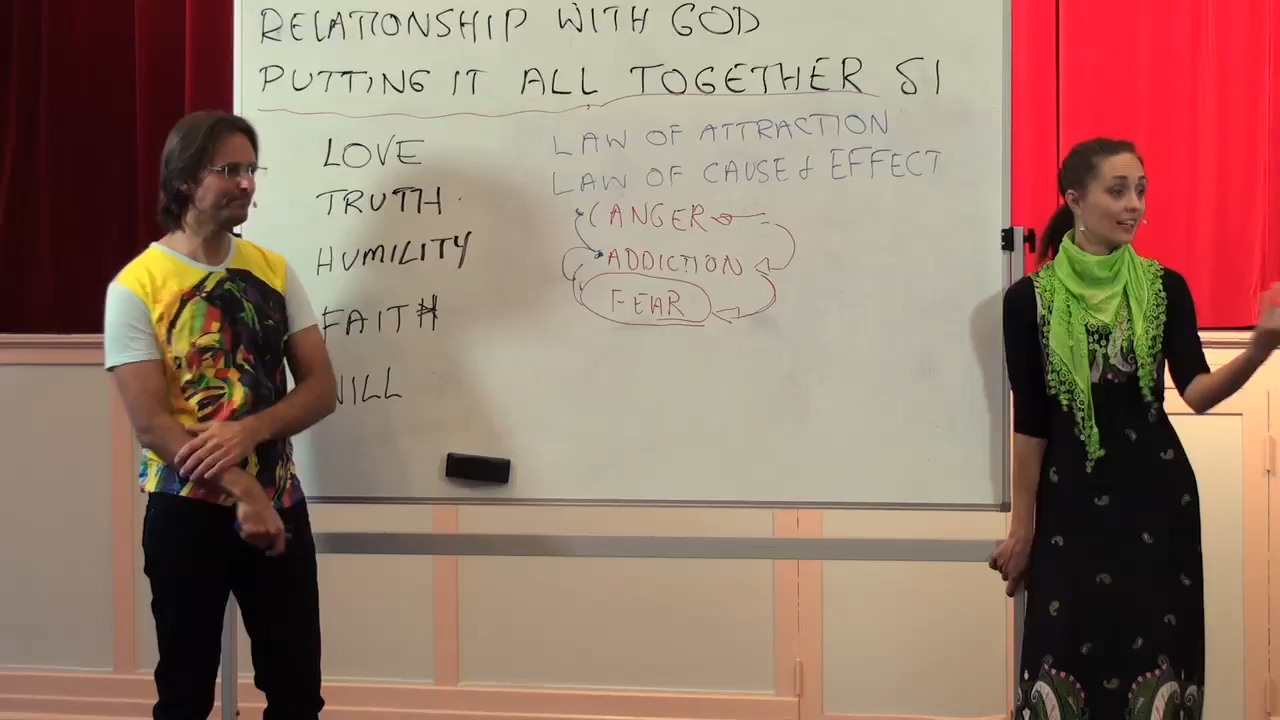 RELATIONSHIP WITH GOD
PUTTING IT ALL TOGETHER S1
LOVE
TRUTH
HUMILITY
FAITH
WILL
LAW OF ATTRACTION
LAW OF CAUSE & EFFECT
ANGER
ADDICTION
FEAR